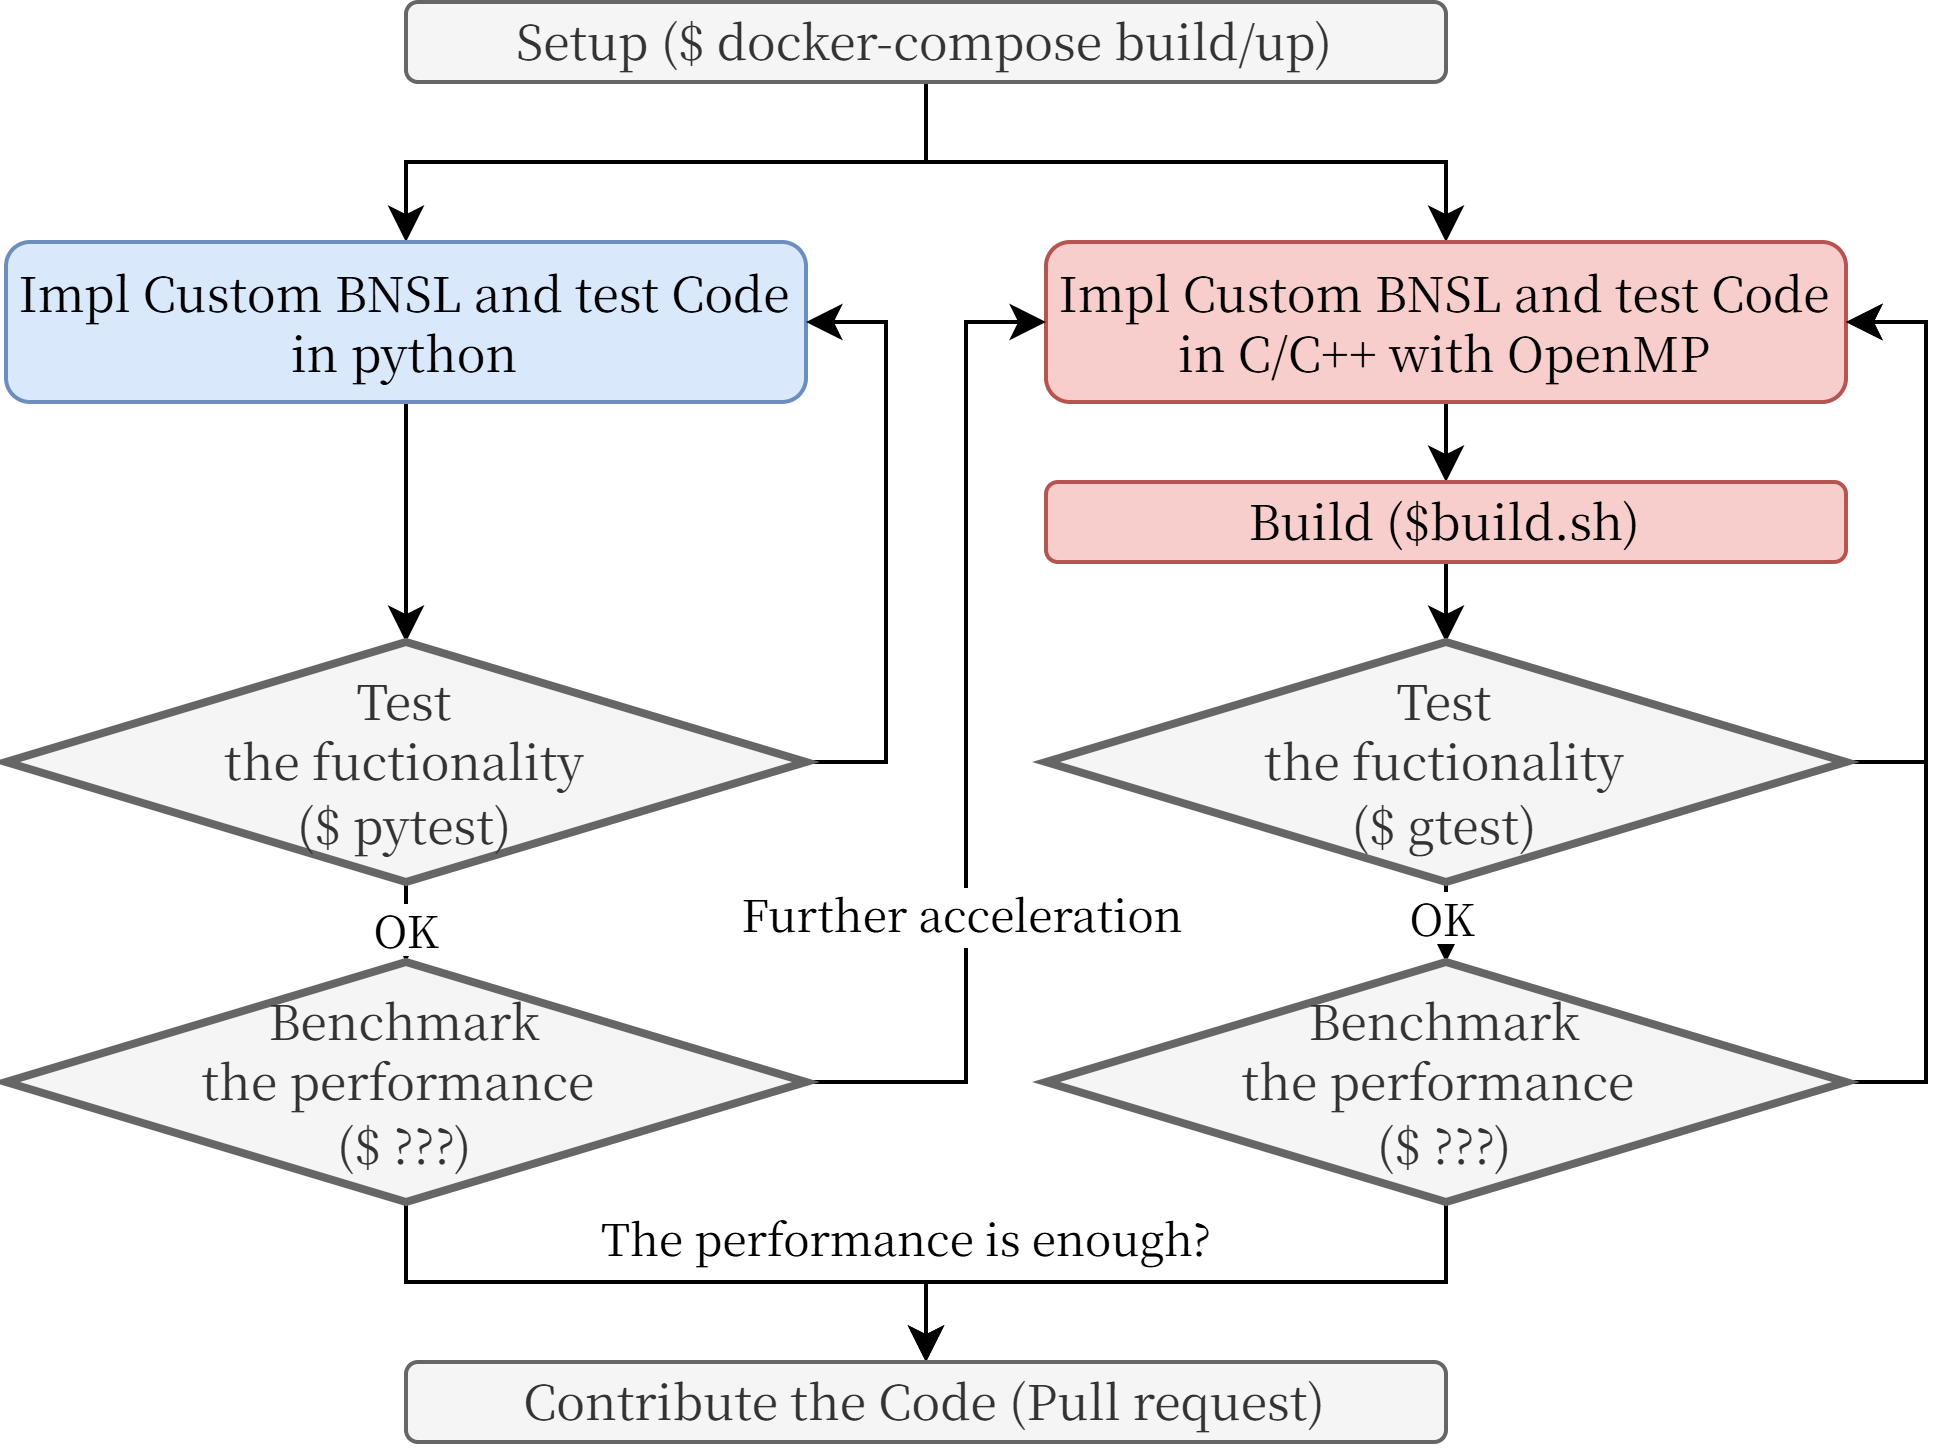 Setup ($ docker-compose build/up)
Impl Custom BNSL and test Code
in python
Impl Custom BNSL and test Code
in C/C++ with OpenMP
Build ($build.sh)
Test
the fuctionality
($ pytest)
Test
the fuctionality
($ gtest)
OK
Further acceleration
OK
Benchmark
the performance
($ ???)
Benchmark
the performance
($ ???)
The performance is enough?
Contribute the Code (Pull request)